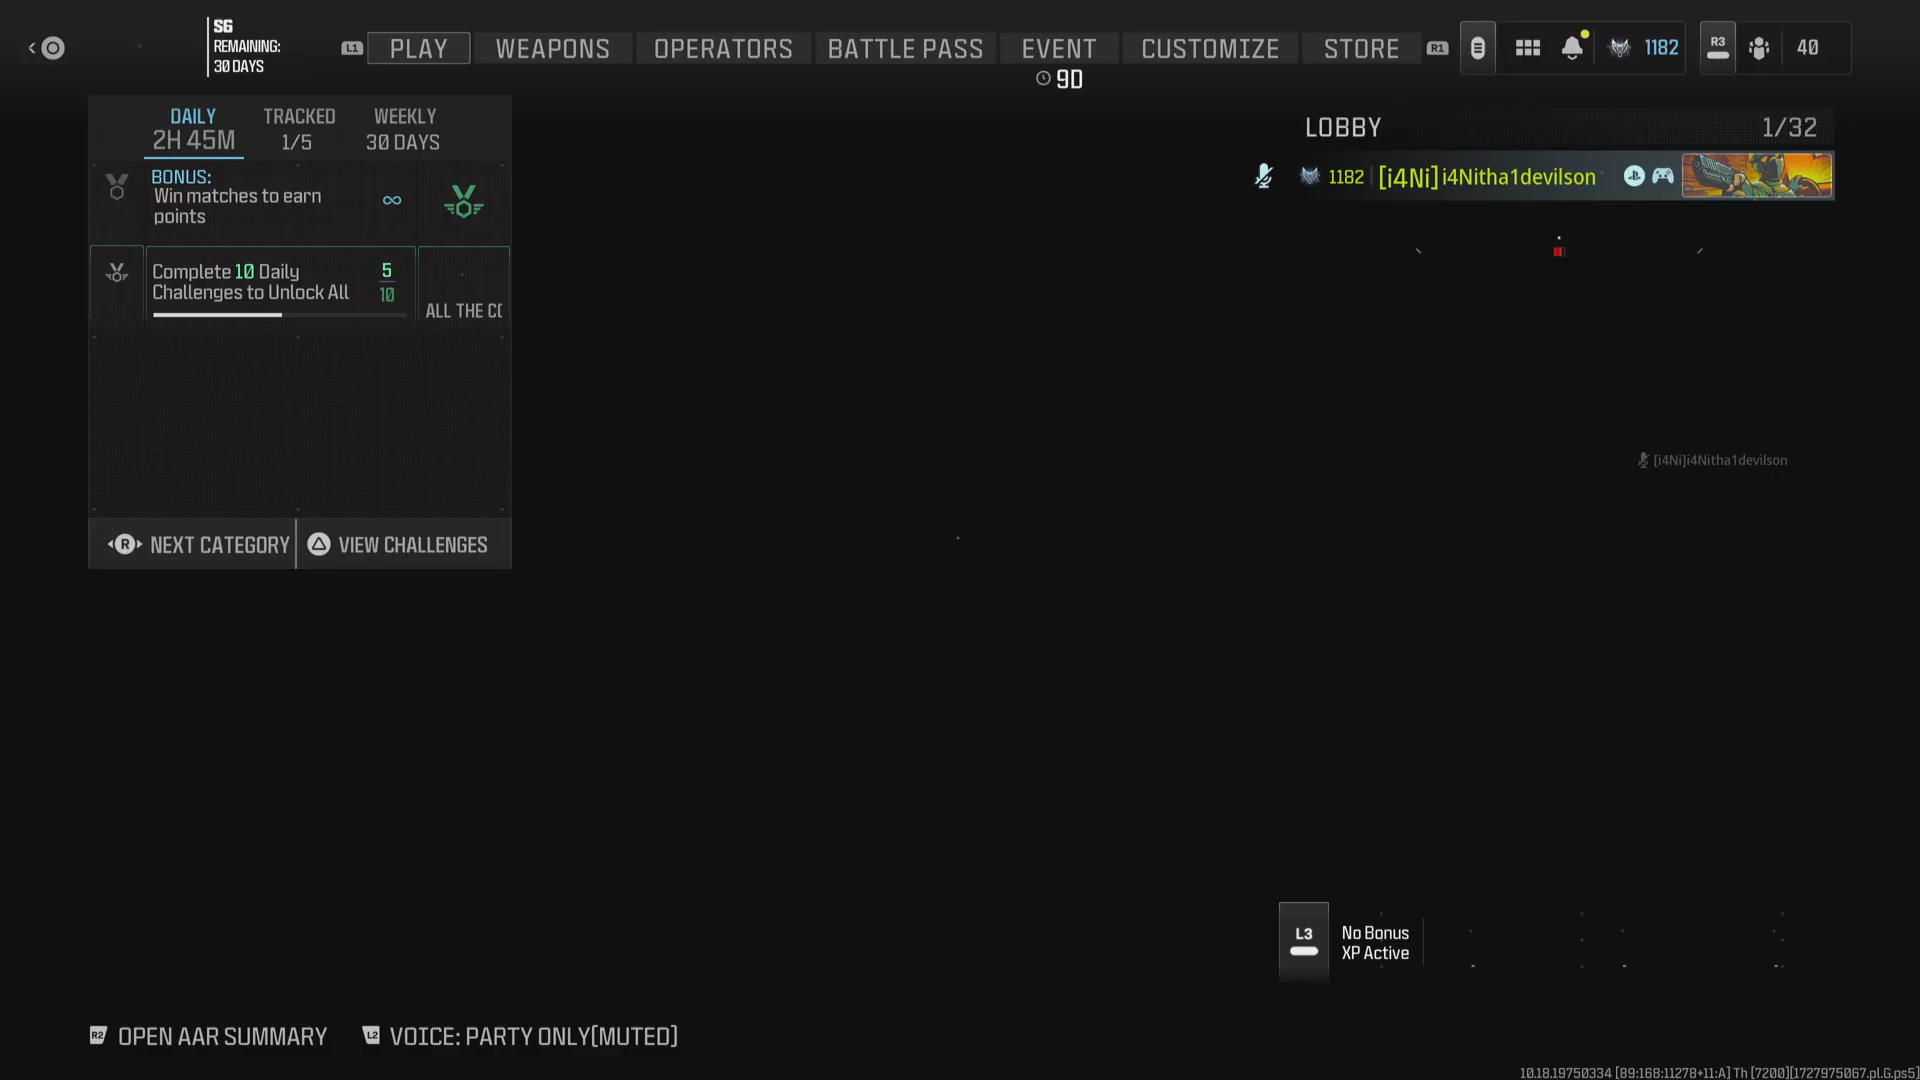 S6
REMAINING:
30 DAYS
L1
PLAY
WEAPONS
OPERATORS
BATTLE PASS
EVENT
9D
CUSTOMIZE
STORE
R1
1182
R3
40
DAILY
2H 45M
TRACKED
1/5
WEEKLY
30 DAYS
BONUS:
Win matches to earn
points
∞
Complete 10 Daily
Challenges to Unlock All
5
10
ALL THE CO
R NEXT CATEGORY
VIEW CHALLENGES
LOBBY
1/32
1182 [i4Ni]i4Nitha1devilson
[i4Ni]i4Nitha1devilson
L3
No Bonus
XP Active
R2 OPEN AAR SUMMARY
L2 VOICE: PARTY ONLY[MUTED]
10.18.19750334 [89:168:11278+11:A] Th [7200][1727975067.pl.G.ps5]